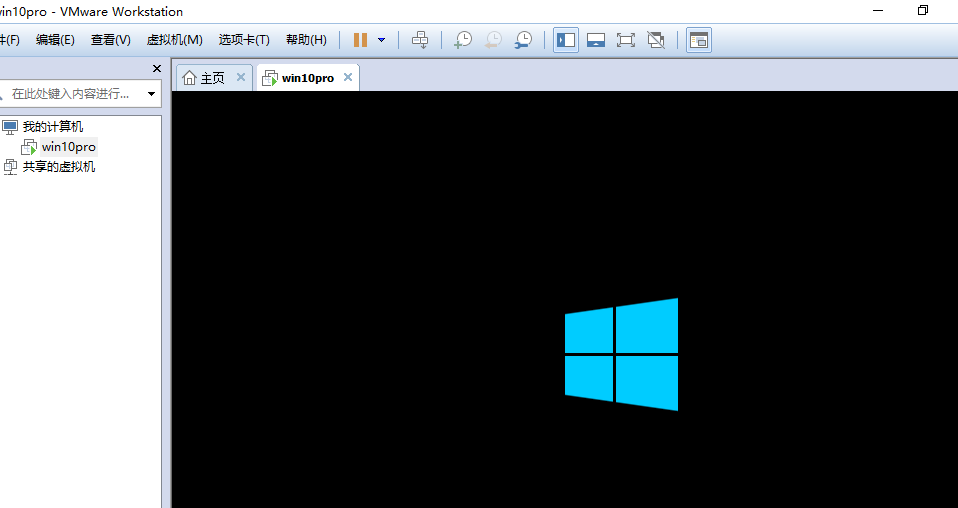 win10pro - VMware Workstation
件(F) 编辑(E) 查看(V) 虚拟机(M) 选项卡(T) 帮助(H)
主页 win10pro
在此处键入内容进行...
我的计算机
win10pro
共享的虚拟机